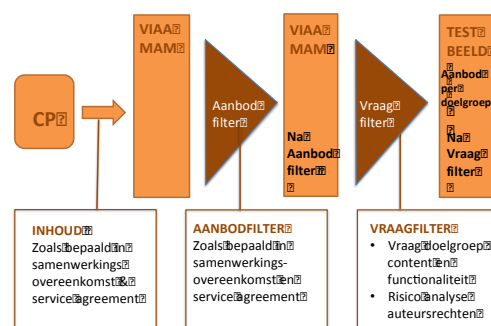 CP
VIAA
MAM
Aanbod
filter
VIAA
MAM
Na
Aanbod
filter
Vraag
filter
TEST
BEELD
Aanbod
per
doelgroep
Na
Vraag
filter
INHOUD
Zoals bepaald in
samenwerkings
overeenkomst &
service agreement
AANBODFILTER
Zoals bepaald in
samenwerkings-
overeenkomst en
service agreement
VRAAGFILTER
• Vraag doelgroep
content en
functionaliteit
• Risico analyse
auteursrechten